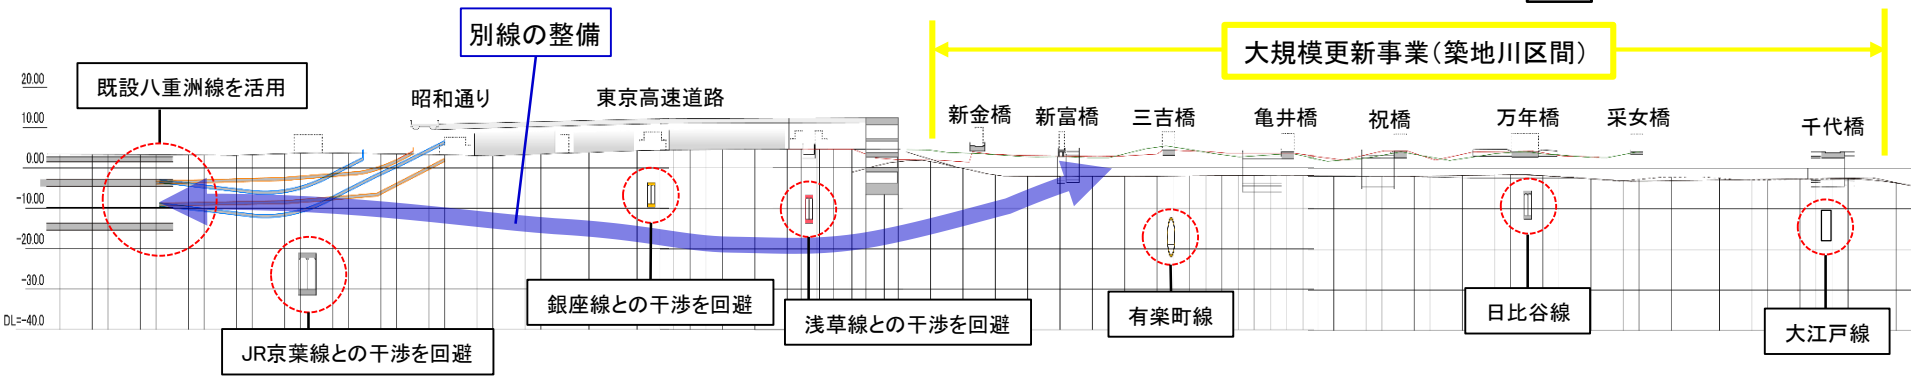 別線の整備
大規模更新事業（築地川区間）
既設八重洲線を活用
昭和通り
東京高速道路
新金橋
新富橋
三吉橋
亀井橋
祝橋
万年橋
采女橋
千代橋
20.00
10.00
0.00
-10.00
-20.00
-30.0
DL=-40.0
JR京葉線との干渉を回避
銀座線との干渉を回避
浅草線との干渉を回避
有楽町線
日比谷線
大江戸線